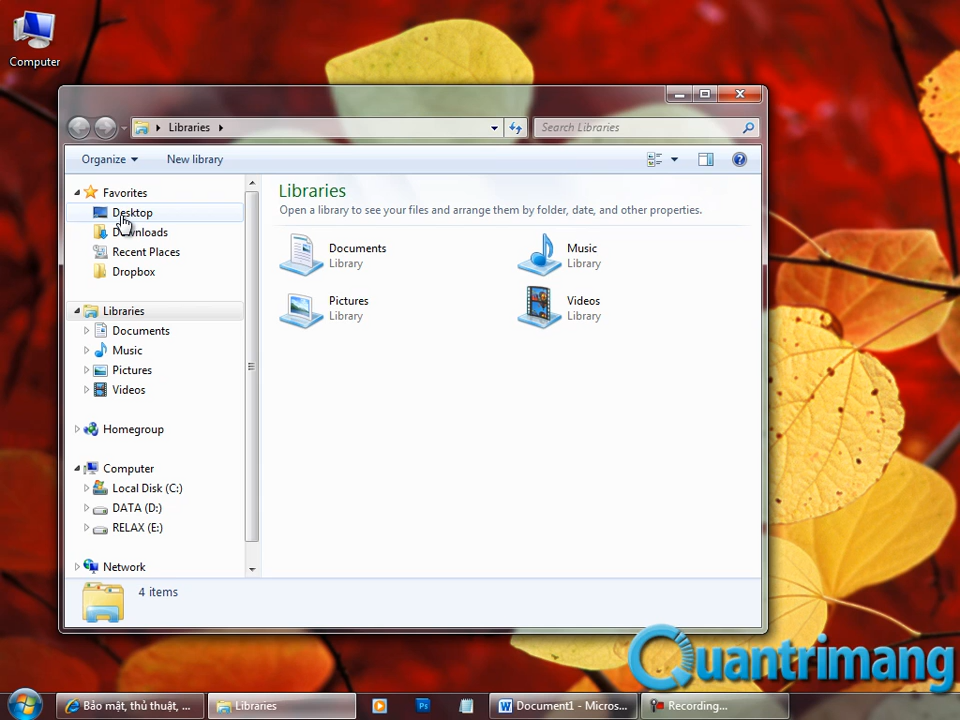 Computer
Libraries
Search Libraries
Organize
New library
Favorites
Desktop
Downloads
Recent Places
Dropbox
Libraries
Documents
Music
Pictures
Videos
Homegroup
Computer
Local Disk (C:)
DATA (D:)
RELAX (E:)
Network
Libraries
Open a library to see your files and arrange them by folder, date, and other properties.
Documents
Library
Music
Library
Pictures
Library
Videos
Library
4 items
Quantrimang
Bảo mật, thủ thuật, ...
Libraries
Ps
Document1 - Micros...
Recording...